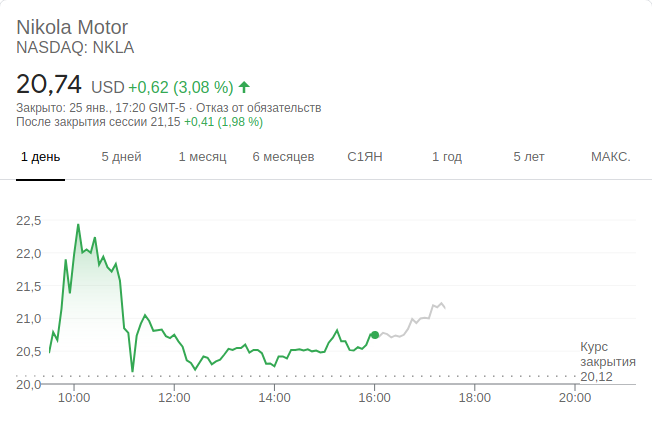 Nikola Motor
NASDAQ: NKLA
20,74 USD +0,62 (3,08 %)
Закрыто: 25 янв., 17:20 GMT-5 · Отказ от обязательств
После закрытия сессии 21,15 +0,41 (1,98 %)
1 день 5 дней 1 месяц 6 месяцев С1ЯН 1 год 5 лет МАКС.
22,5
22,0
21,5
21,0
20,5
20,0
Курс
закрытия
20,12
10:00 12:00 14:00 16:00 18:00 20:00